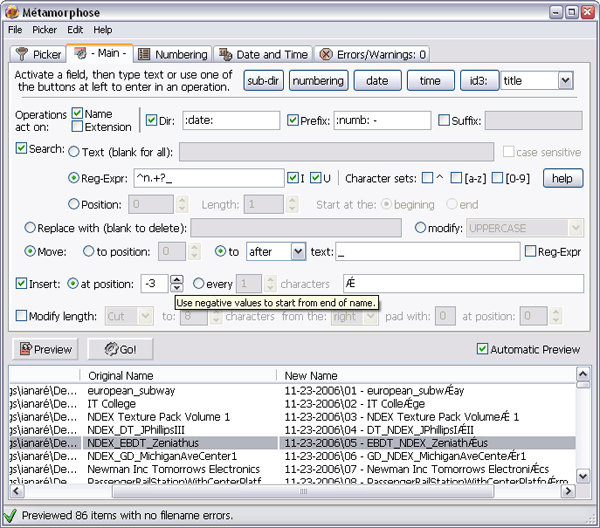 Métamorphose
File Picker Edit Help
Picker - Main - Numbering Date and Time Errors/Warnings: 0
Activate a field, then type text or use one of
the buttons at left to enter in an operation.
sub-dir numbering date time id3: title
Operations
act on:
Name
Extension
Dir: :date: Prefix: :numb: - Suffix:
Search: Text (blank for all): case sensitive
Reg-Expr: ^n.+?_ I U Character sets: ^ [a-z] [0-9] help
Position: 0 Length: 1 Start at the: begining end
Replace with (blank to delete): modify: UPPERCASE
Move: to position: 0 to after text: _ Reg-Expr
Insert: at position: -3 every 1 characters Ǽ
Use negative values to start from end of name.
Modify length: Cut to: 8 characters from the: right pad with: 0 at position: 0
Preview Go! Automatic Preview
Original Name New Name
gs\ianaré\De... european_subway 11-23-2006\01 - european_subwǼay
gs\ianaré\De... IT College 11-23-2006\02 - IT ColleǼge
gs\ianaré\De... NDEX Texture Pack Volume 1 11-23-2006\03 - NDEX Texture Pack VolumeǼ 1
gs\ianaré\De... NDEX_DT_JPhillipsIII 11-23-2006\04 - DT_NDEX_JPhillipsIǼII
gs\ianaré\De... NDEX_EBDT_Zeniathus 11-23-2006\05 - EBDT_NDEX_ZeniathǼus
gs\ianaré\De... NDEX_GD_MichiganAveCenter1 11-23-2006\06 - GD_NDEX_MichiganAveCenteǼr1
gs\ianaré\De... Newman Inc Tomorrows Electronics 11-23-2006\07 - Newman Inc Tomorrows ElectroniǼcs
gs\ianaré\De... PassengerRailStationWithCenterPlatf 11-23-2006\08 - PassengerRailStationWithCenterPlatfǼrm
Previewed 86 items with no filename errors.